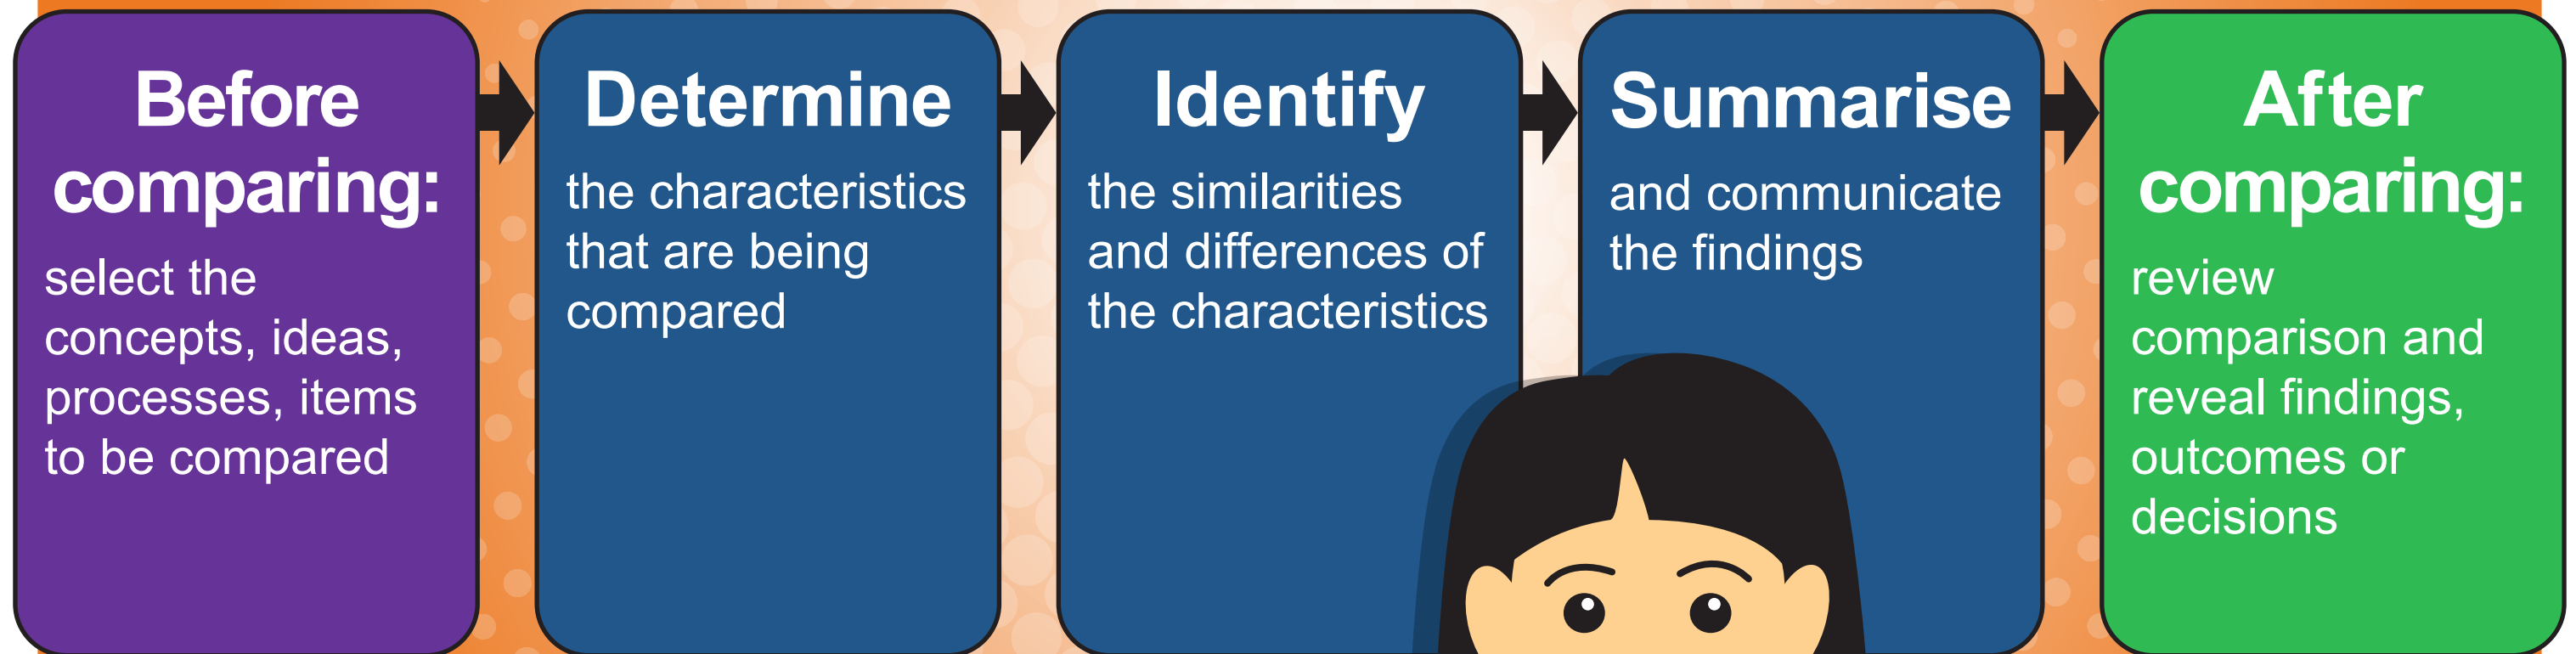 Before
comparing:
select the
concepts, ideas,
processes, items
to be compared
Determine
the characteristics
that are being
compared
Identify
the similarities
and differences of
the characteristics
Summarise
and communicate
the findings
After
comparing:
review
comparison and
reveal findings,
outcomes or
decisions